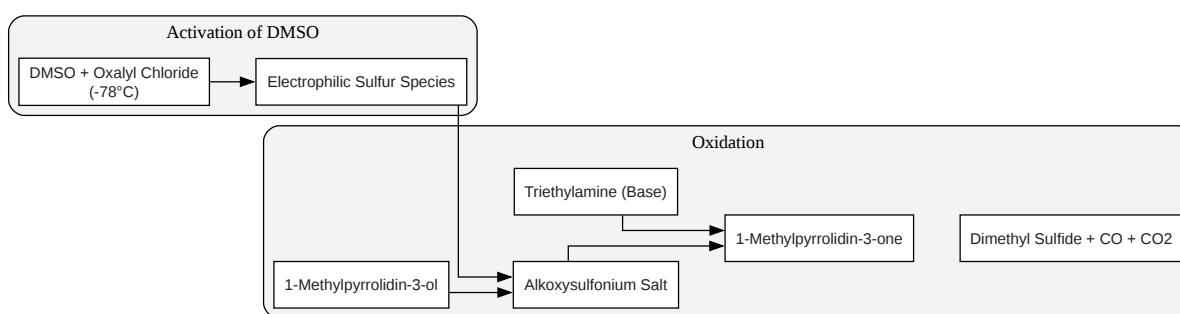 Activation of DMSO
DMSO + Oxalyl Chloride
(-78°C)
Electrophilic Sulfur Species
Oxidation
Triethylamine (Base)
1-Methylpyrrolidin-3-one
Dimethyl Sulfide + CO + CO2
1-Methylpyrrolidin-3-ol
Alkoxysulfonium Salt